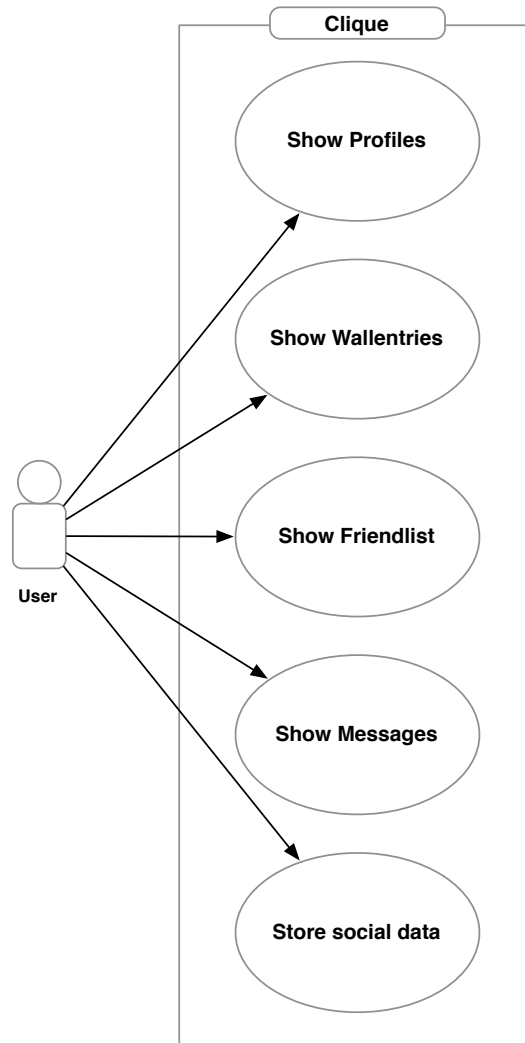 Clique
Show Profiles
Show Wallentries
Show Friendlist
User
Show Messages
Store social data